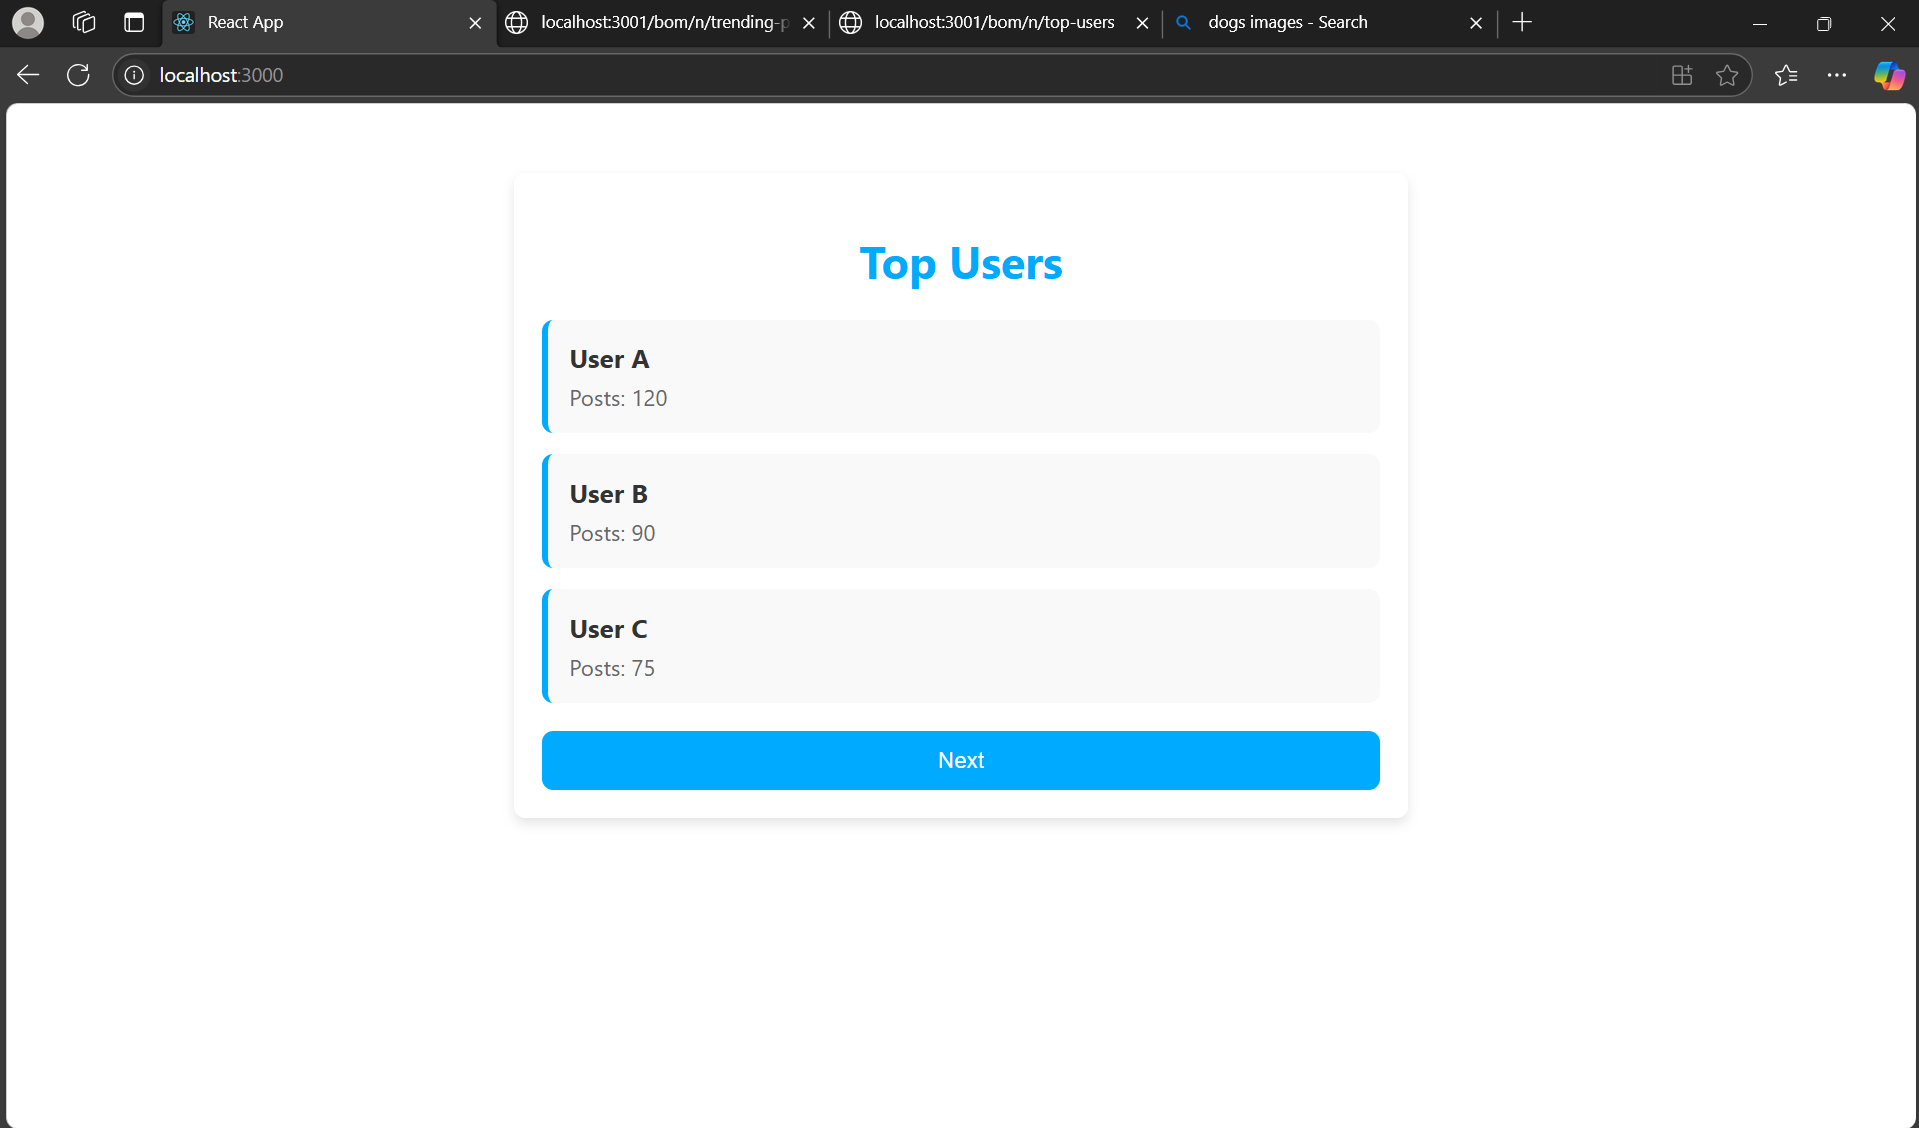 React App
localhost:3001/bom/n/trending-p
localhost:3001/bom/n/top-users
dogs images - Search
localhost:3000
Top Users
User A
Posts: 120
User B
Posts: 90
User C
Posts: 75
Next